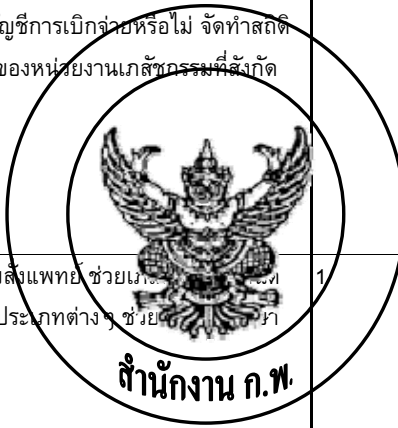 ัญชีการเบิกจ่ายหรือไม่ จัดทำสถิติ
ของหน่วยงานเภสัชกรรมที่สังกัด
สั่งแพทย์ ช่วย 1
ประเภทต่าง ๆ ช่วย
สำนักงาน ก.พ.